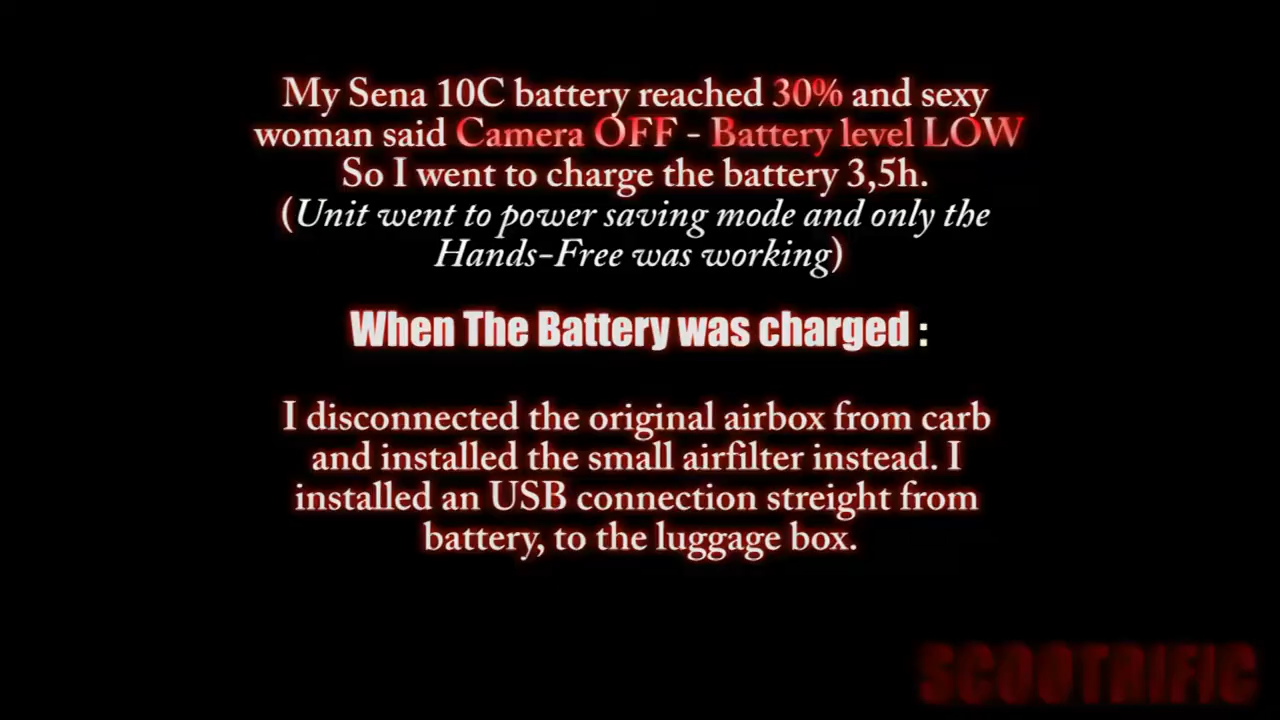 My Sena 10C battery reached 30% and sexy
woman said Camera OFF - Battery level LOW
So I went to charge the battery 3,5h.
(Unit went to power saving mode and only the
Hands-Free was working)
When The Battery was charged :
I disconnected the original airbox from carb
and installed the small airfilter instead. I
installed an USB connection streight from
battery, to the luggage box.
SCOOTRIFIC